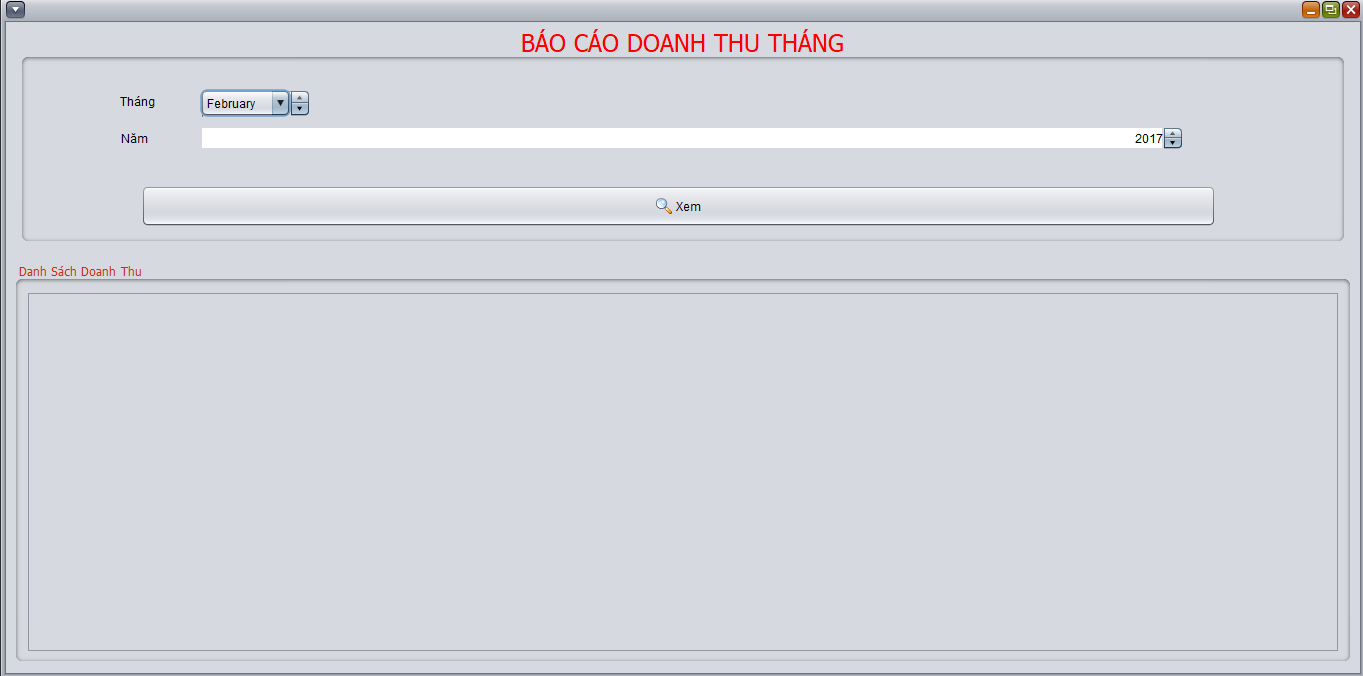 BÁO CÁO DOANH THU THÁNG
Tháng
February
Năm
2017
Xem
Danh Sách Doanh Thu